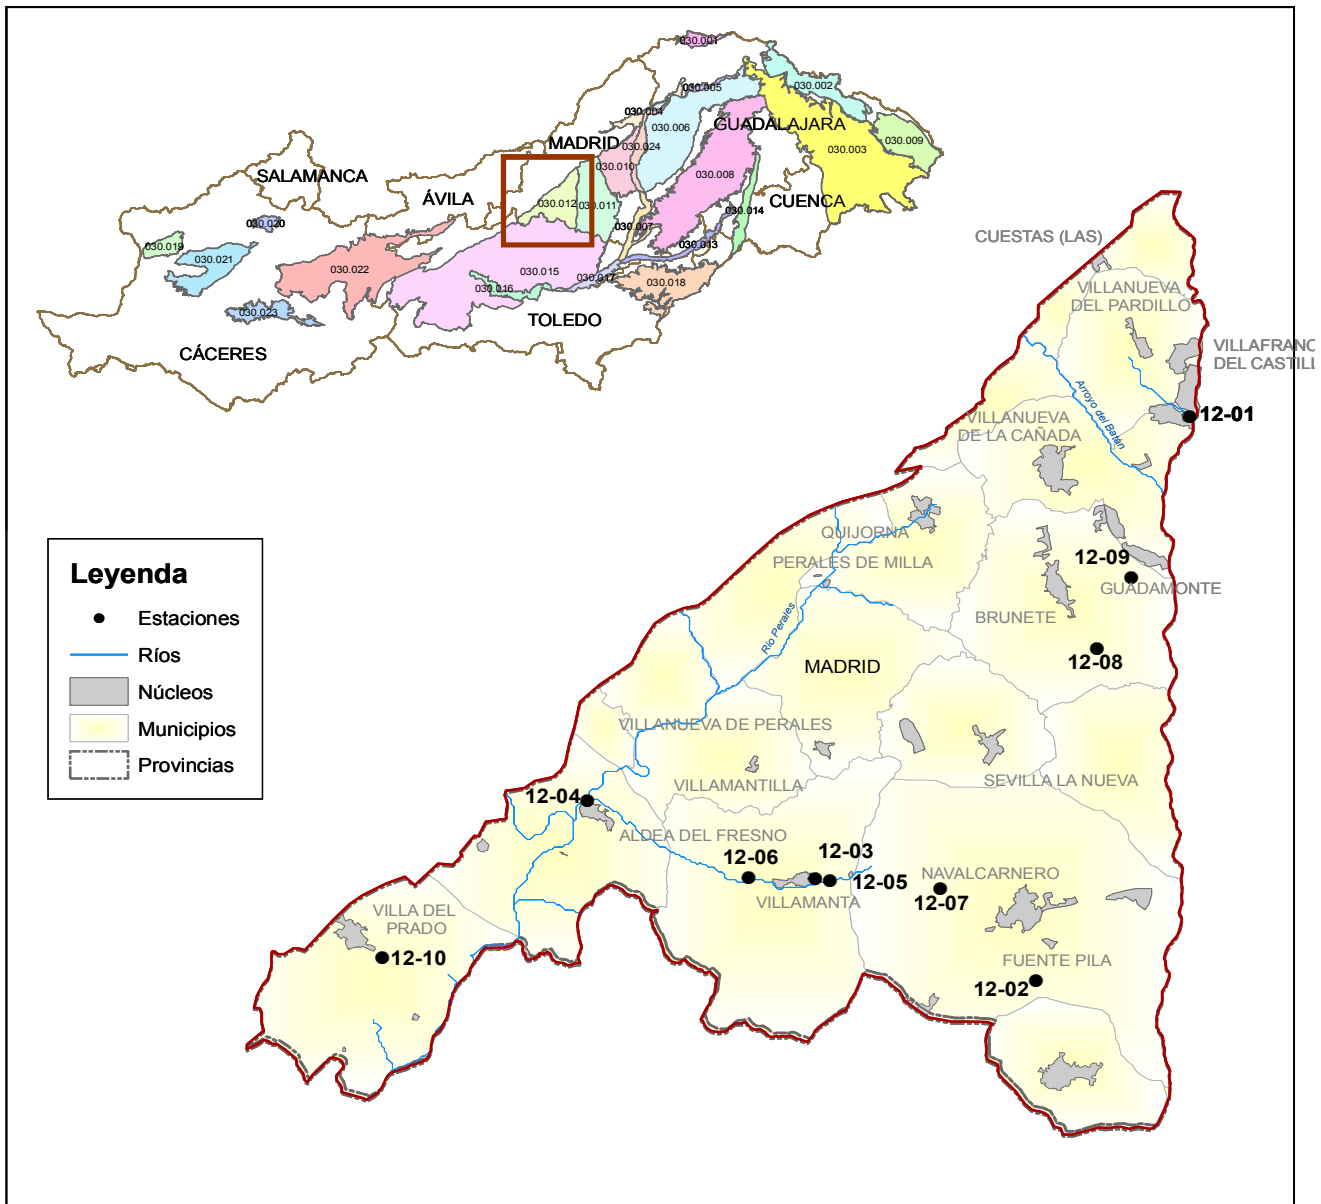 030.001
030.002
030.005
030.004
030.006
GUADALAJARA
MADRID
030.024
030.003
030.009
030.010
030.008
SALAMANCA
ÁVILA
CUENCA
030.012
030.011
030.014
030.020
030.007
030.019
030.013
030.021
030.022
030.015
030.017
030.016
030.018
030.023
TOLEDO
CÁCERES
CUESTAS (LAS)
VILLANUEVA
DEL PARDILLO
VILLAFRANC
DEL CASTILL
Arroyo del Batán
12-01
VILLANUEVA
DE LA CAÑADA
QUIJORNA
PERALES DE MILLA
12-09
GUADAMONTE
BRUNETE
Río Perales
12-08
MADRID
VILLANUEVA DE PERALES
VILLAMANTILLA
SEVILLA LA NUEVA
12-04
ALDEA DEL FRESNO
12-06
12-03
12-05
VILLAMANTA
NAVALCARNERO
12-07
VILLA DEL
PRADO
12-10
FUENTE PILA
12-02
Leyenda
Estaciones
Ríos
Núcleos
Municipios
Provincias